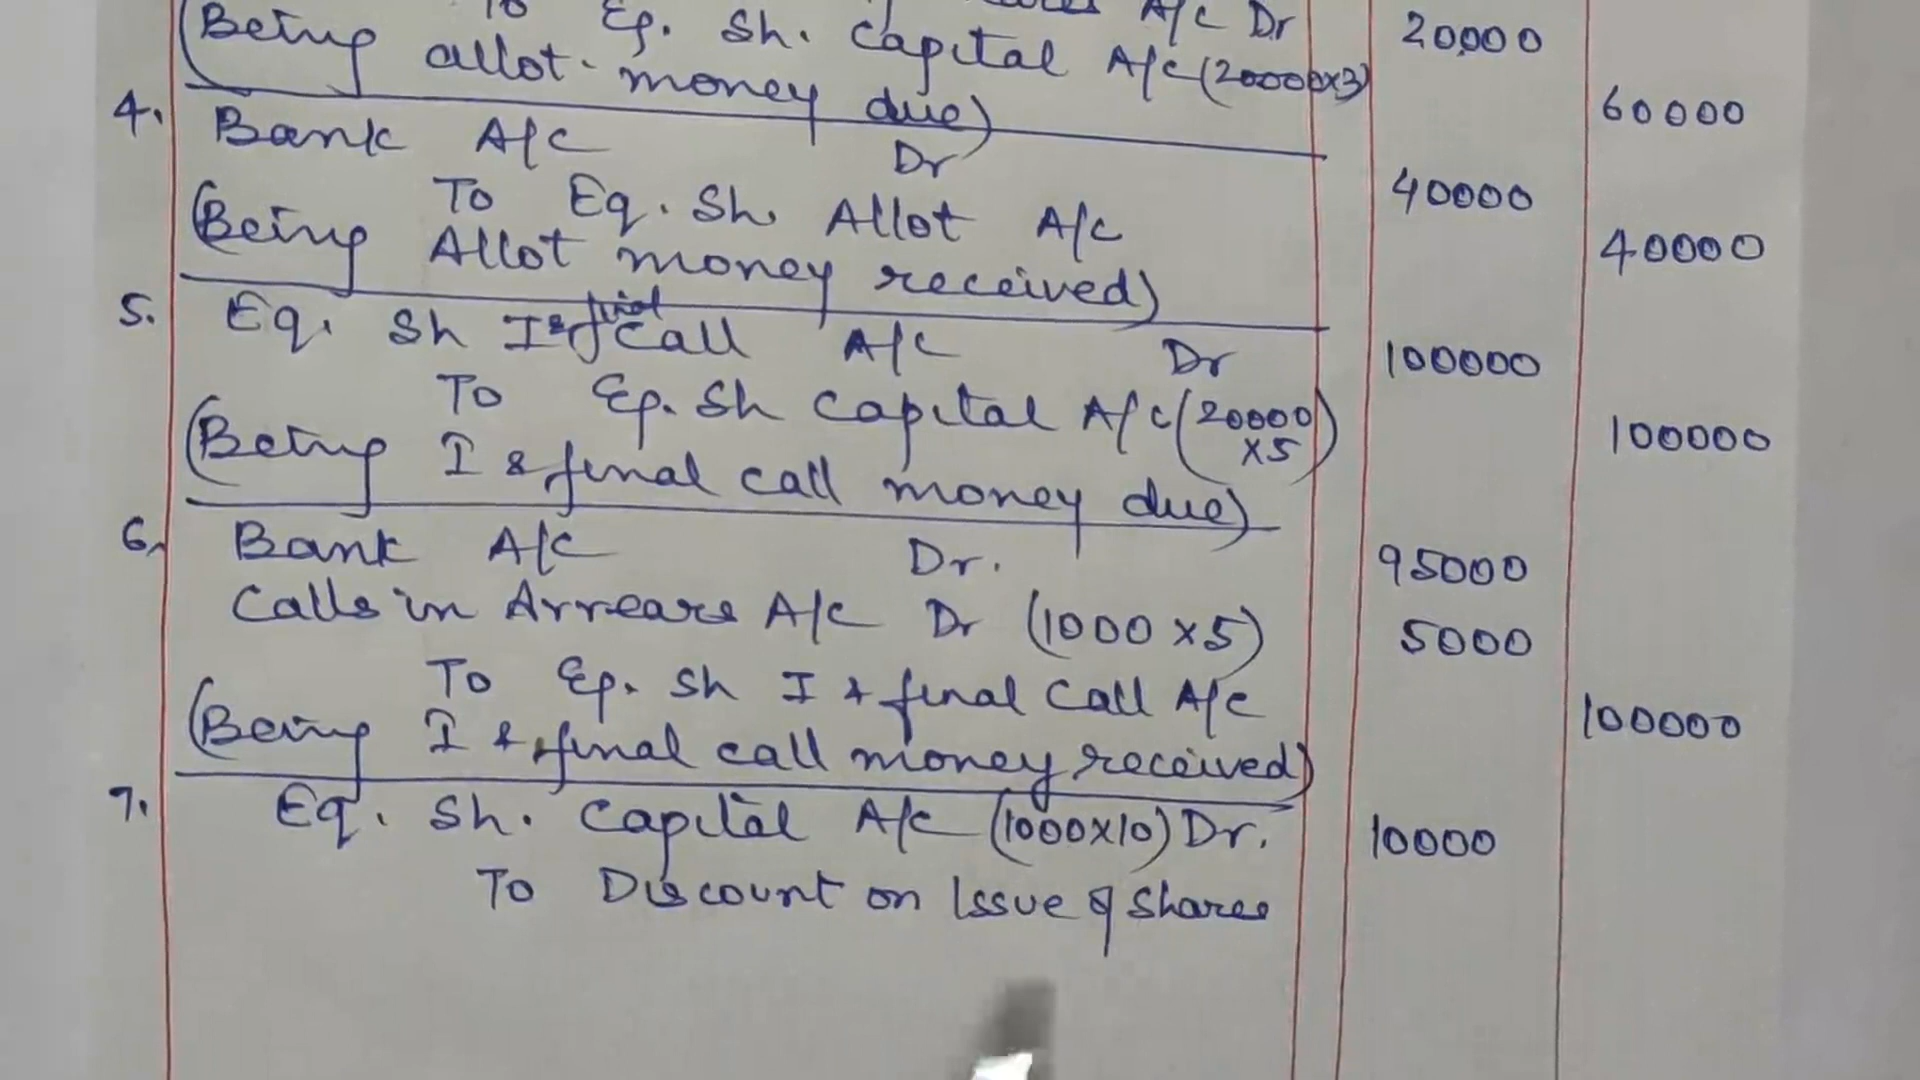 A/c Dr 20,000
To Eq. Sh. Capital A/c (20000x3) 60000
(Being allot. money due)
4. Bank A/c Dr 40000
To Eq. Sh. Allot A/c 40000
(Being Allot money received)
5. Eq. Sh I & final Call A/c Dr 100000
To Eq. Sh Capital A/c (20000 x5) 100000
(Being I & final call money due)
6. Bank A/c Dr. 95000
Calls in Arrears A/c Dr (1000 x 5) 5000
To Eq. Sh I & final Call A/c 100000
(Being I & final call money received)
7. Eq. Sh. Capital A/c (1000x10) Dr. 10000
To Discount on Issue of Shares